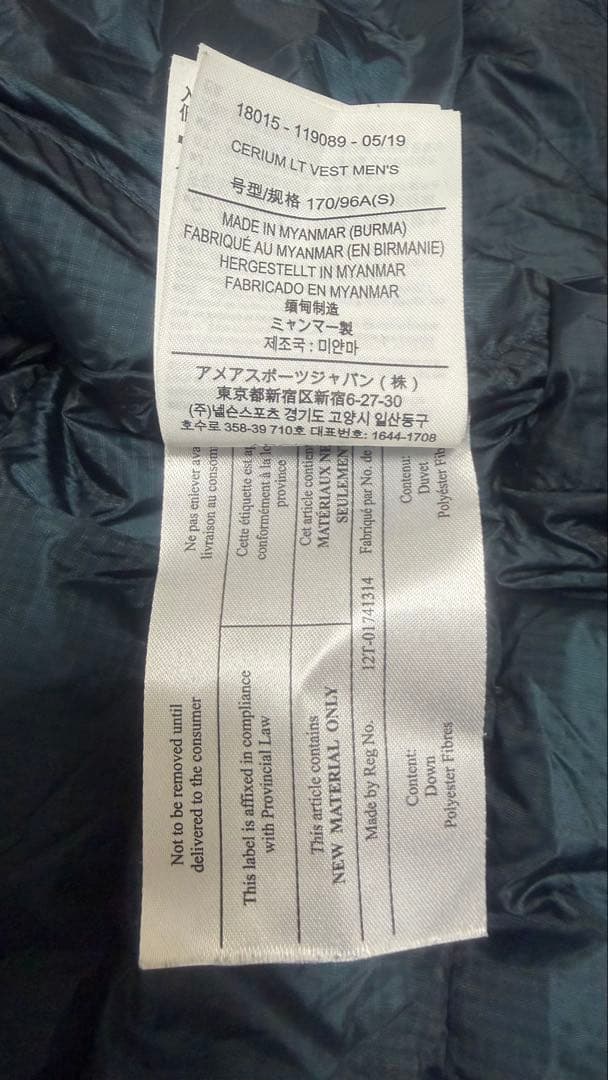 18015 - 119089 - 05/19
CERIUM LT VEST MEN'S
号型/规格 170/96A(S)
MADE IN MYANMAR (BURMA)
FABRIQUÉ AU MYANMAR (EN BIRMANIE)
HERGESTELLT IN MYANMAR
FABRICADO EN MYANMAR
缅甸制造
ミャンマー製
제조국 : 미얀마
アメアスポーツジャパン ( 株 )
東京都新宿区新宿6-27-30
(주)넬슨스포츠 경기도 고양시 일산동구
호수로 358-39 710호 대표번호: 1644-1708
Ne pas enlever ava
livraison au consom
Cette étiquette est ap
conformément à la lo
province
Cet article contien
MATÉRIAUX NE
SEULEMEN
Fabriqué par No. de
Contenu:
Duvet
Polyéster Fib
Not to be removed until
delivered to the consumer
This label is affixed in compliance
with Provincial Law
This article contains
NEW MATERIAL ONLY
Made by Reg No. 12T-01741314
Content:
Down
Polyester Fibres